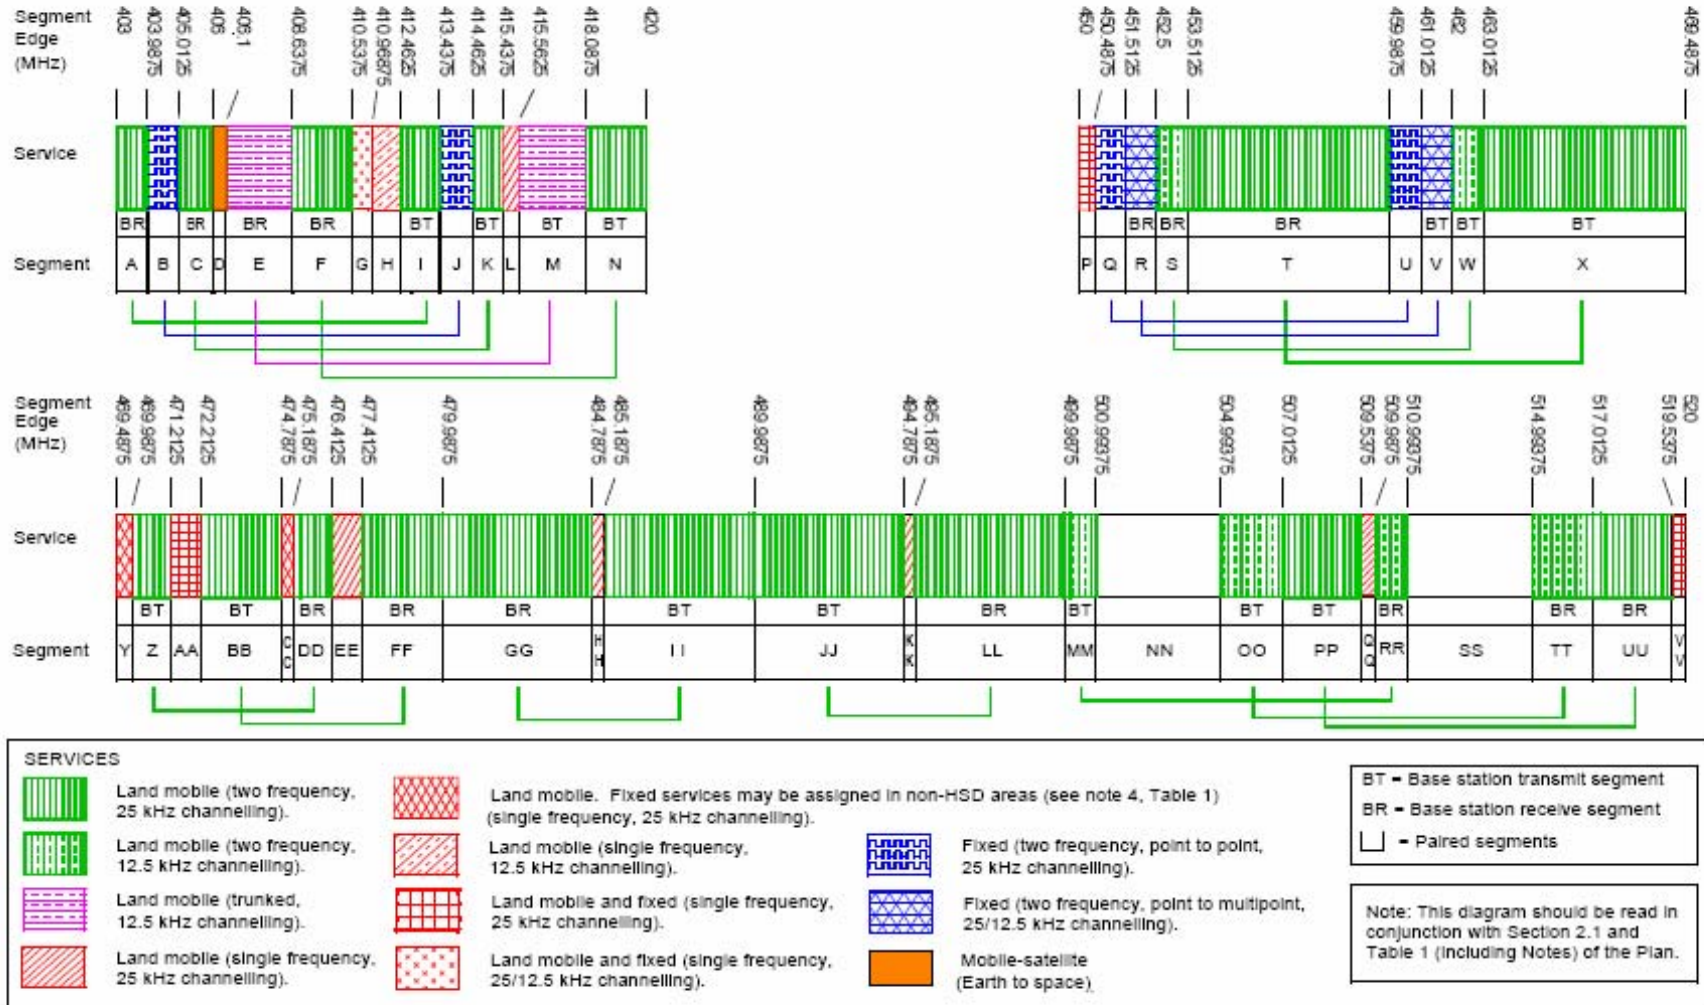 Segment
Edge
(MHz)
403
403.9875
405.0125
406
406.1
408.6375
410.5375
410.96875
412.4625
413.4375
414.4625
415.4375
415.5625
418.0875
420
450
450.4875
451.5125
452.5
453.5125
459.9875
461.0125
462
463.0125
469.4875
Service
BR BR BR BR BT BT BT BT BR BR BR BT BT BT
Segment A B C D E F G H I J K L M N P Q R S T U V W X
Segment
Edge
(MHz)
469.4875
469.9875
471.2125
472.2125
474.7875
475.1875
476.4125
477.4125
479.9875
484.7875
485.1875
489.9875
494.7875
495.1875
499.9875
500.99375
504.99375
507.0125
509.5375
509.9875
510.99375
514.99375
517.0125
519.5375
520
Service
BT BT BR BR BR BT BT BR BT BT BT BR BR BR
Segment Y Z AA BB CC DD EE FF GG HH II JJ KK LL MM NN OO PP QQ RR SS TT UU VV
SERVICES
Land mobile (two frequency,
25 kHz channelling).
Land mobile (two frequency,
12.5 kHz channelling).
Land mobile (trunked,
12.5 kHz channelling).
Land mobile (single frequency,
25 kHz channelling).
Land mobile. Fixed services may be assigned in non-HSD areas (see note 4, Table 1)
(single frequency, 25 kHz channelling).
Land mobile (single frequency,
12.5 kHz channelling).
Land mobile and fixed (single frequency,
25 kHz channelling).
Land mobile and fixed (single frequency,
25/12.5 kHz channelling).
Fixed (two frequency, point to point,
25 kHz channelling).
Fixed (two frequency, point to multipoint,
25/12.5 kHz channelling).
Mobile-satellite
(Earth to space)
BT = Base station transmit segment
BR = Base station receive segment
= Paired segments
Note: This diagram should be read in
conjunction with Section 2.1 and
Table 1 (including Notes) of the Plan.